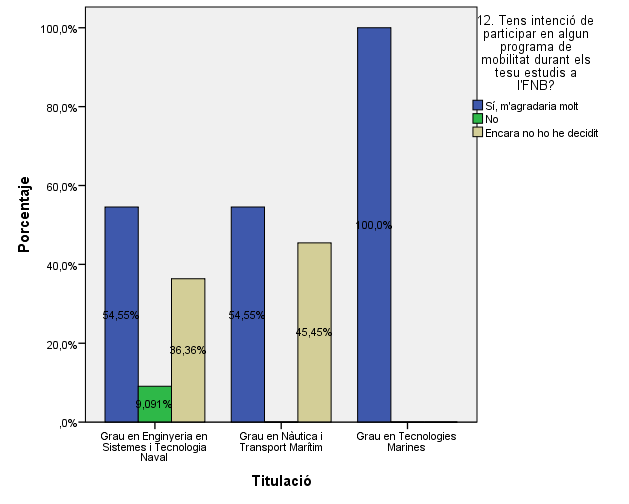 12. Tens intenció de
participar en algun
programa de
mobilitat durant els
tesu estudis a
l'FNB?
Sí, m'agradaria molt
No
Encara no ho he decidit
Porcentaje
100,0%
80,0%
60,0%
40,0%
20,0%
,0%
54,55%
9,091%
36,36%
54,55%
45,45%
100,0%
Grau en Enginyeria en
Sistemes i Tecnologia
Naval
Grau en Nàutica i
Transport Marítim
Grau en Tecnologies
Marines
Titulació